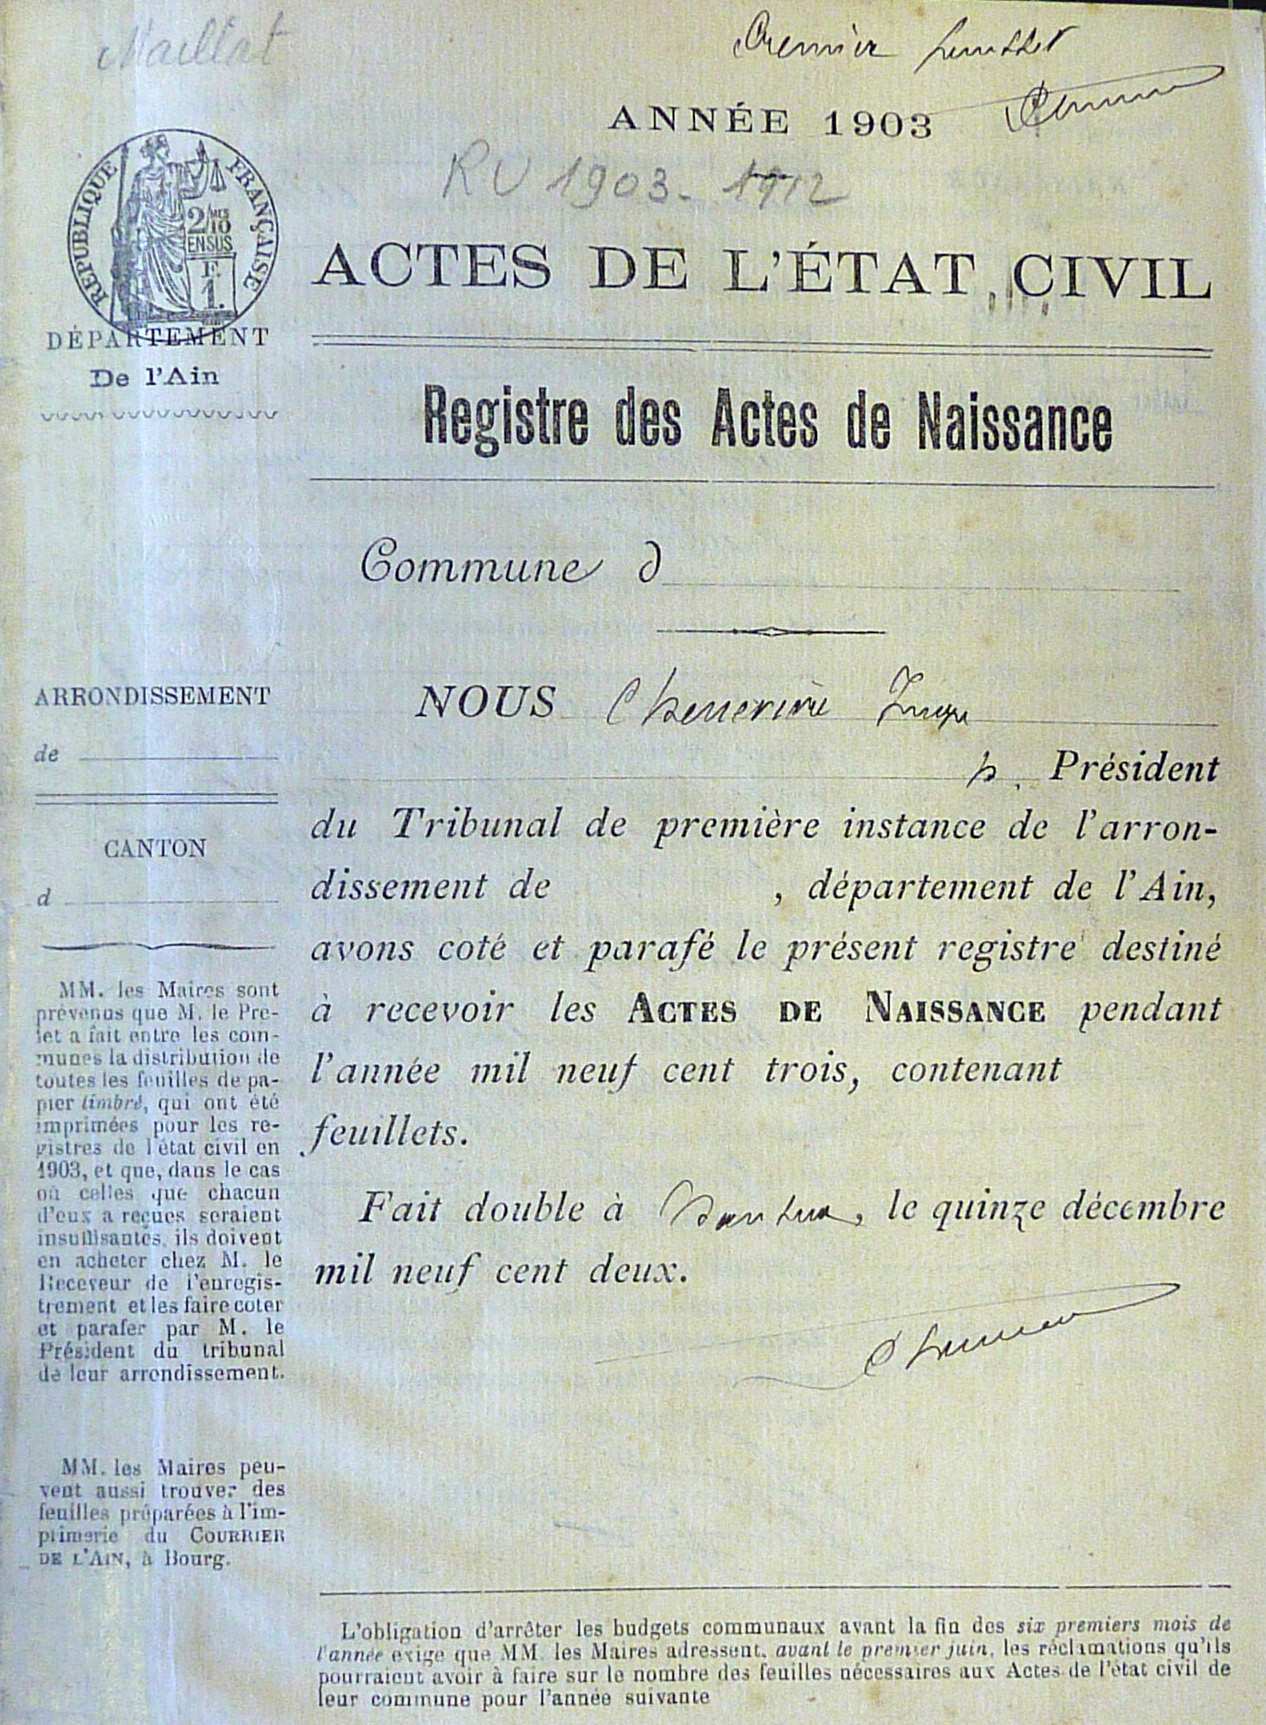 Maillat
Premier feuillet
ANNÉE 1903
RV 1903 - 1912
RÉPUBLIQUE FRANÇAISE
2/10 MES
EN SUS
F.
1.
ACTES DE L'ÉTAT CIVIL
DÉPARTEMENT
De l'Ain
Registre des Actes de Naissance
Commune d
ARRONDISSEMENT
de
CANTON
d
NOUS Chenevière Juge
p. Président
du Tribunal de première instance de l'arron-
dissement de , département de l'Ain,
avons coté et parafé le présent registre destiné
à recevoir les ACTES DE NAISSANCE pendant
l'année mil neuf cent trois, contenant
feuillets.
Fait double à Nantua, le quinze décembre
mil neuf cent deux.
MM. les Maires sont
prévenus que M. le Pré-
fet a fait entre les com-
munes la distribution de
toutes les feuilles de pa-
pier timbré, qui ont été
imprimées pour les re-
gistres de l'état civil en
1903, et que, dans le cas
où celles que chacun
d'eux a reçues seraient
insuffisantes, ils doivent
en acheter chez M. le
Receveur de l'enregis-
trement et les faire coter
et parafer par M. le
Président du tribunal
de leur arrondissement.
MM. les Maires peu-
vent aussi trouver des
feuilles préparées à l'im-
primerie du COURRIER
DE L'AIN, à Bourg.
L'obligation d'arrêter les budgets communaux avant la fin des six premiers mois de
l'année exige que MM les Maires adressent, avant le premier juin, les réclamations qu'ils
pourraient avoir à faire sur le nombre des feuilles nécessaires aux Actes de l'état civil de
leur commune pour l'année suivante